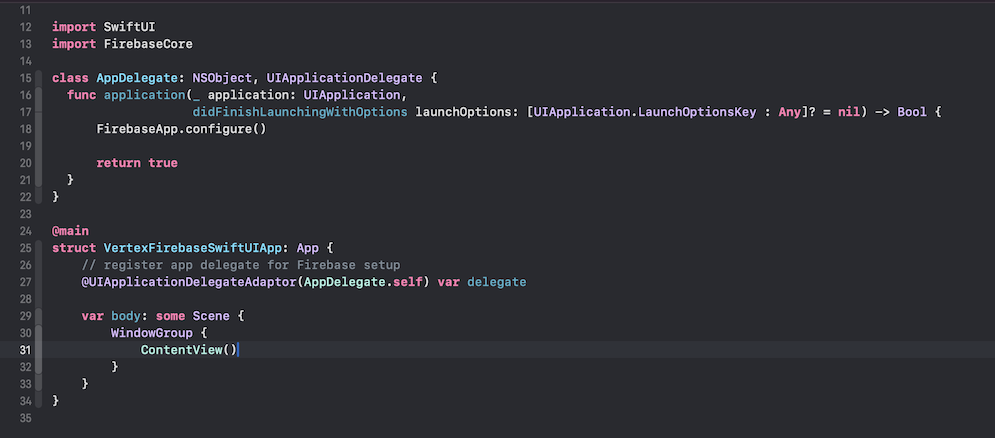 11
12 import SwiftUI
13 import FirebaseCore
14
15 class AppDelegate: NSObject, UIApplicationDelegate {
16   func application(_ application: UIApplication,
17                    didFinishLaunchingWithOptions launchOptions: [UIApplication.LaunchOptionsKey : Any]? = nil) -> Bool {
18       FirebaseApp.configure()
19
20       return true
21   }
22 }
23
24 @main
25 struct VertexFirebaseSwiftUIApp: App {
26     // register app delegate for Firebase setup
27     @UIApplicationDelegateAdaptor(AppDelegate.self) var delegate
28
29     var body: some Scene {
30         WindowGroup {
31             ContentView()
32         }
33     }
34 }
35